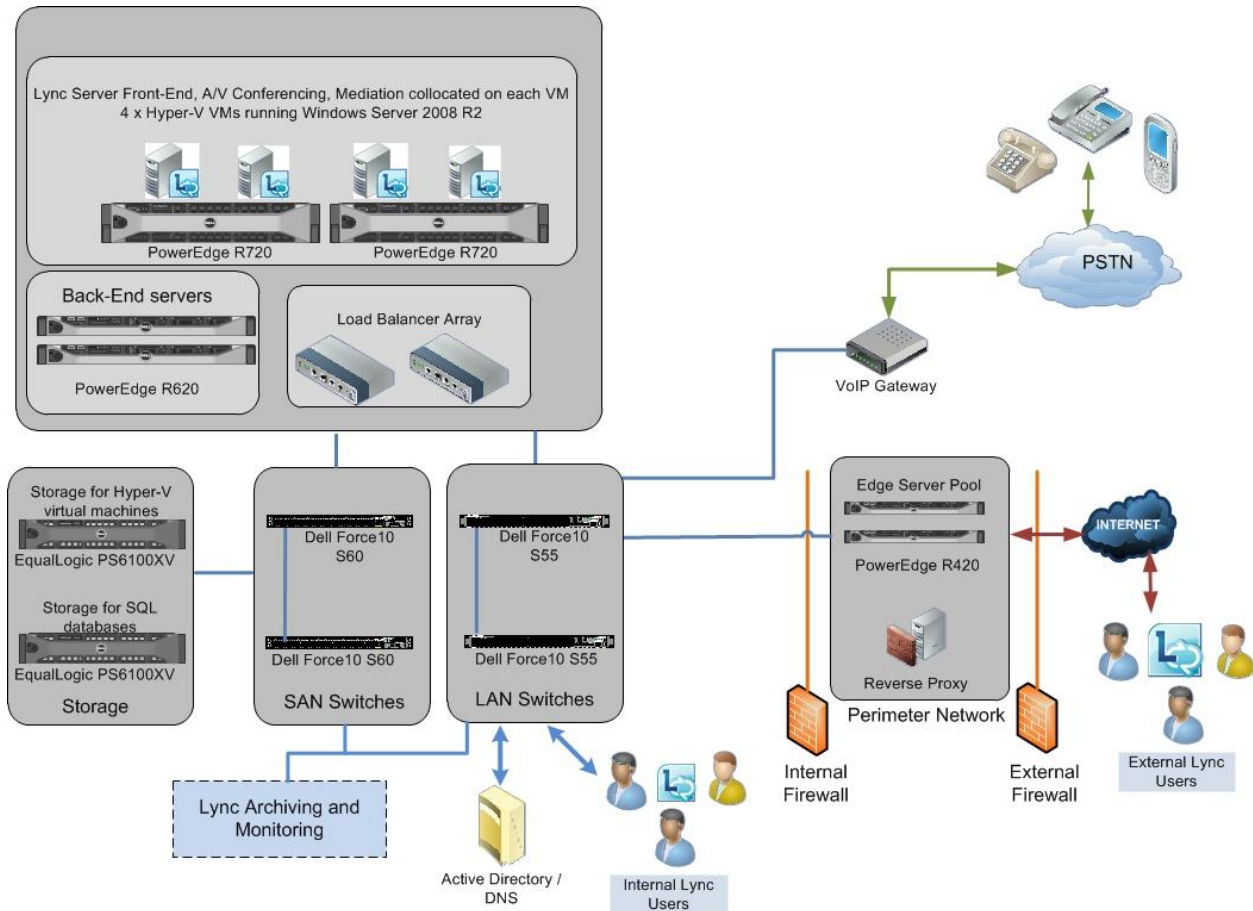 Lync Server Front-End, A/V Conferencing, Mediation collocated on each VM
4 x Hyper-V VMs running Windows Server 2008 R2
PowerEdge R720
PowerEdge R720
Back-End servers
PowerEdge R620
Load Balancer Array
PSTN
VoIP Gateway
Storage for Hyper-V
virtual machines
EqualLogic PS6100XV
Storage for SQL
databases
EqualLogic PS6100XV
Storage
Dell Force10
S60
Dell Force10 S60
SAN Switches
Dell Force10
S55
Dell Force10 S55
LAN Switches
Edge Server Pool
PowerEdge R420
Reverse Proxy
Perimeter Network
INTERNET
Internal
Firewall
External
Firewall
External Lync
Users
Lync Archiving and
Monitoring
Active Directory /
DNS
Internal Lync
Users